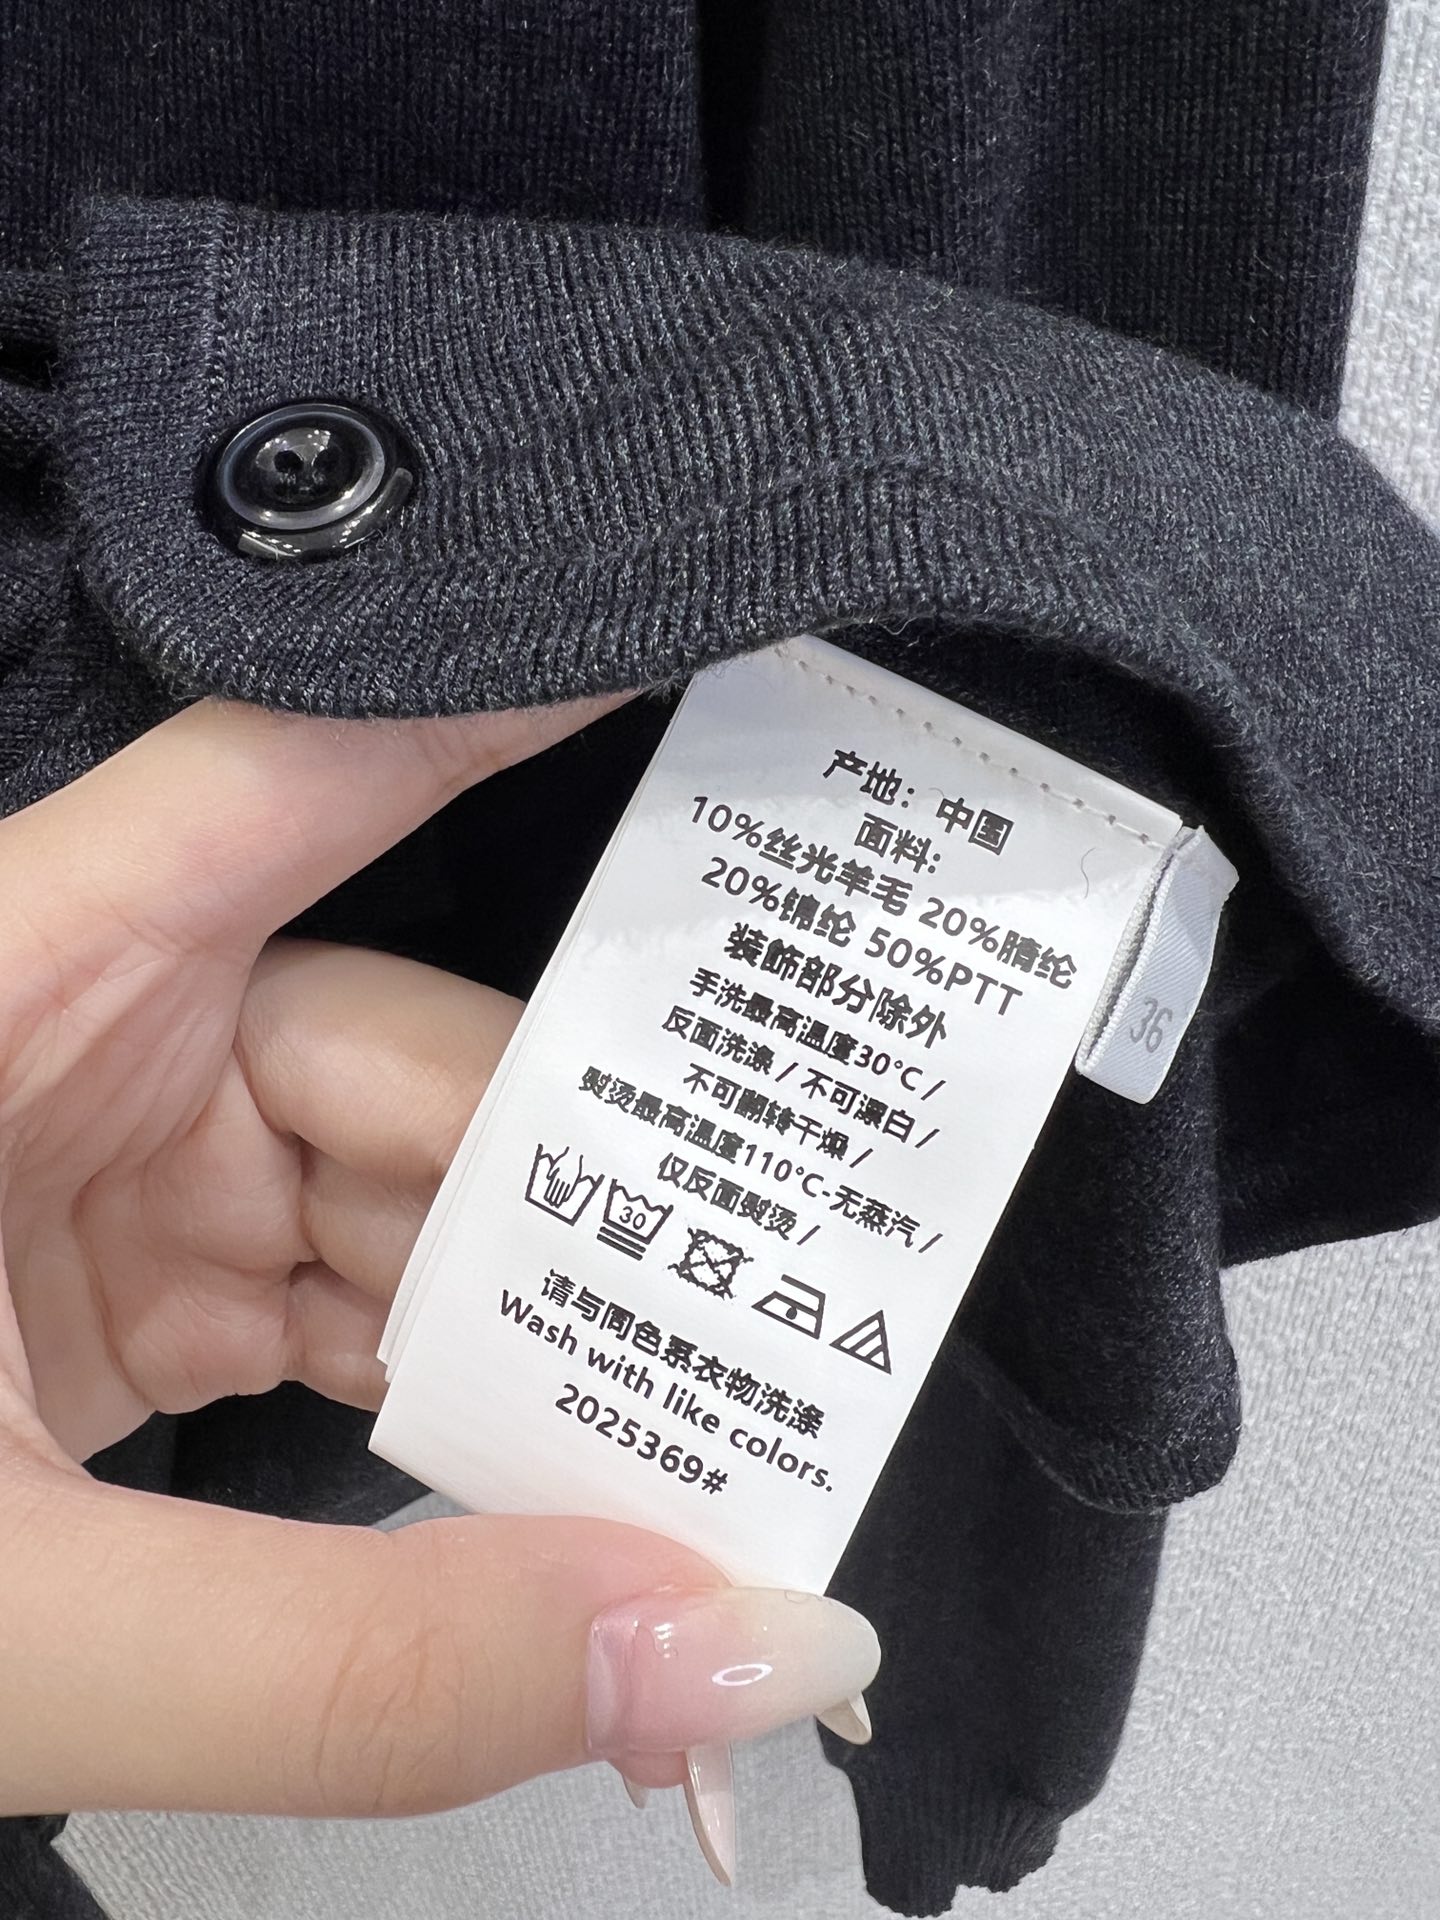 产地：中国
面料：
10%丝光羊毛 20%腈纶
20%锦纶 50%PTT
装飾部分除外
手洗最高温度30°C /
反面洗涤 / 不可漂白 /
不可翻转干燥 /
熨烫最高温度110°C-无蒸汽 /
仅反面熨烫 /
30
请与同色系衣物洗涤
Wash with like colors.
2025369#
36